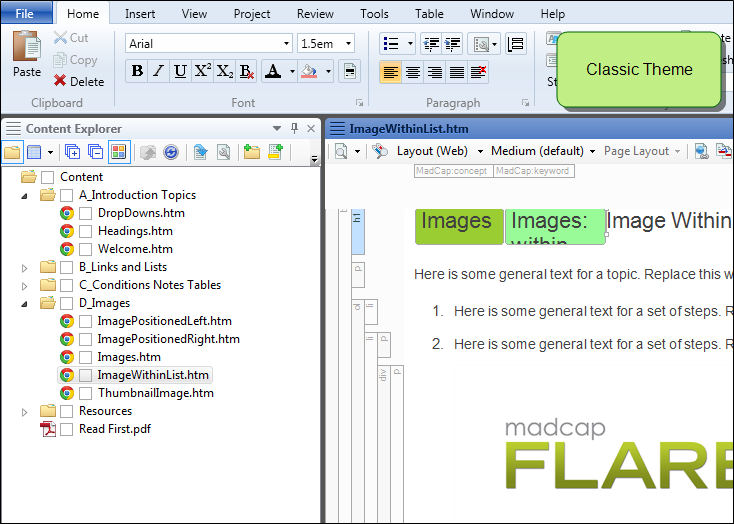 File Home Insert View Project Review Tools Table Window Help
Paste
Cut
Copy
Delete
Clipboard
Arial 1.5em
B I U X² X₂ B
A
Font
Paragraph
Classic Theme
Content Explorer
Content
A_Introduction Topics
DropDowns.htm
Headings.htm
Welcome.htm
B_Links and Lists
C_Conditions Notes Tables
D_Images
ImagePositionedLeft.htm
ImagePositionedRight.htm
Images.htm
ImageWithinList.htm
ThumbnailImage.htm
Resources
Read First.pdf
ImageWithinList.htm
Layout (Web) Medium (default) Page Layout
MadCap:concept MadCap:keyword
h1
Images Images: within Image Within
p
Here is some general text for a topic. Replace this w
ol li
1. Here is some general text for a set of steps. R
li p
2. Here is some general text for a set of steps. R
div p
madcap
FLARE